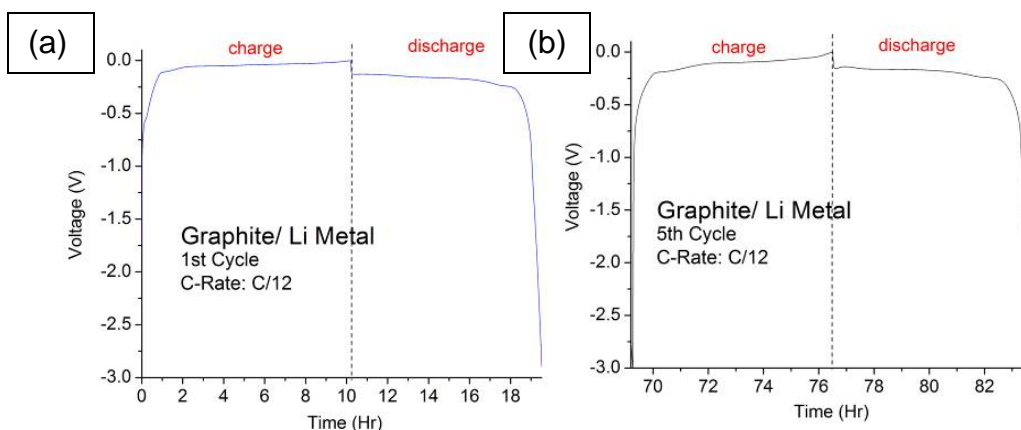 (a)
charge
discharge
0.0
-0.5
-1.0
-1.5
-2.0
-2.5
-3.0
Voltage (V)
Graphite/ Li Metal
1st Cycle
C-Rate: C/12
0 2 4 6 8 10 12 14 16 18
Time (Hr)
(b)
charge
discharge
0.0
-0.5
-1.0
-1.5
-2.0
-2.5
-3.0
Voltage (V)
Graphite/ Li Metal
5th Cycle
C-Rate: C/12
70 72 74 76 78 80 82
Time (Hr)